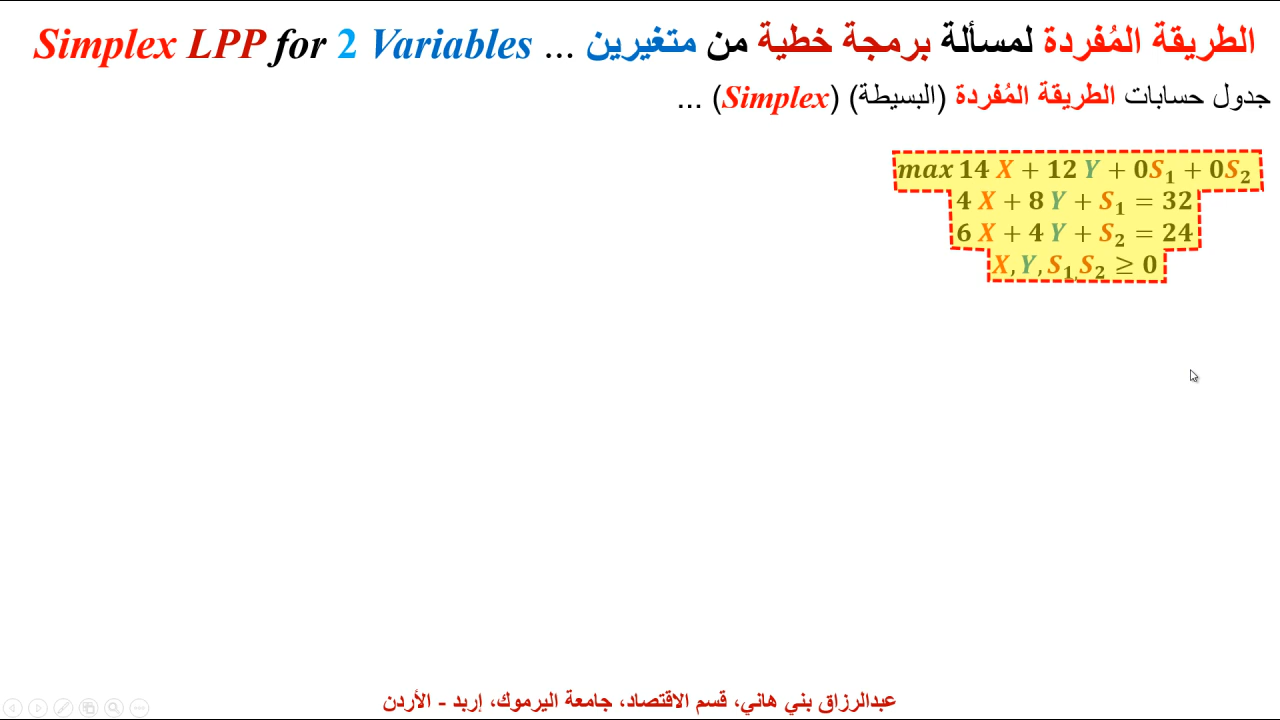 الطريقة المُفردة لمسألة برمجة خطية من متغيرين ... Simplex LPP for 2 Variables
جدول حسابات الطريقة المُفردة (البسيطة) (Simplex) ...
max 14 X + 12 Y + 0S₁ + 0S₂
4 X + 8 Y + S₁ = 32
6 X + 4 Y + S₂ = 24
X, Y, S₁, S₂ ≥ 0
عبدالرزاق بني هاني، قسم الاقتصاد، جامعة اليرموك، إربد - الأردن